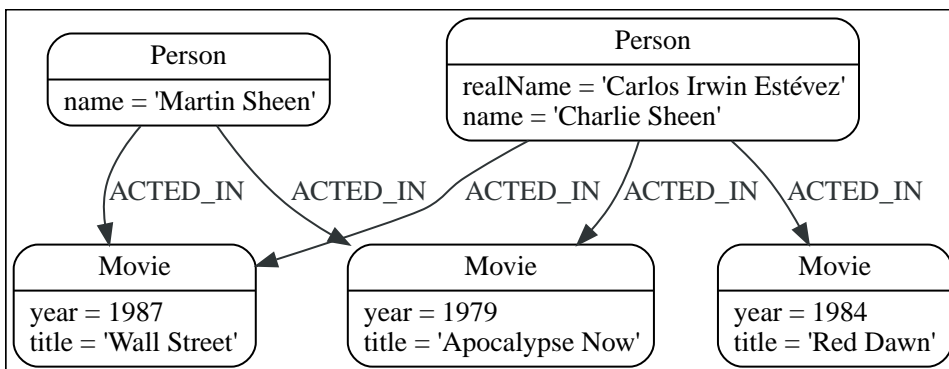 Person
name = 'Martin Sheen'
Person
realName = 'Carlos Irwin Estévez'
name = 'Charlie Sheen'
ACTED_IN
ACTED_IN
ACTED_IN
ACTED_IN
ACTED_IN
Movie
year = 1987
title = 'Wall Street'
Movie
year = 1979
title = 'Apocalypse Now'
Movie
year = 1984
title = 'Red Dawn'